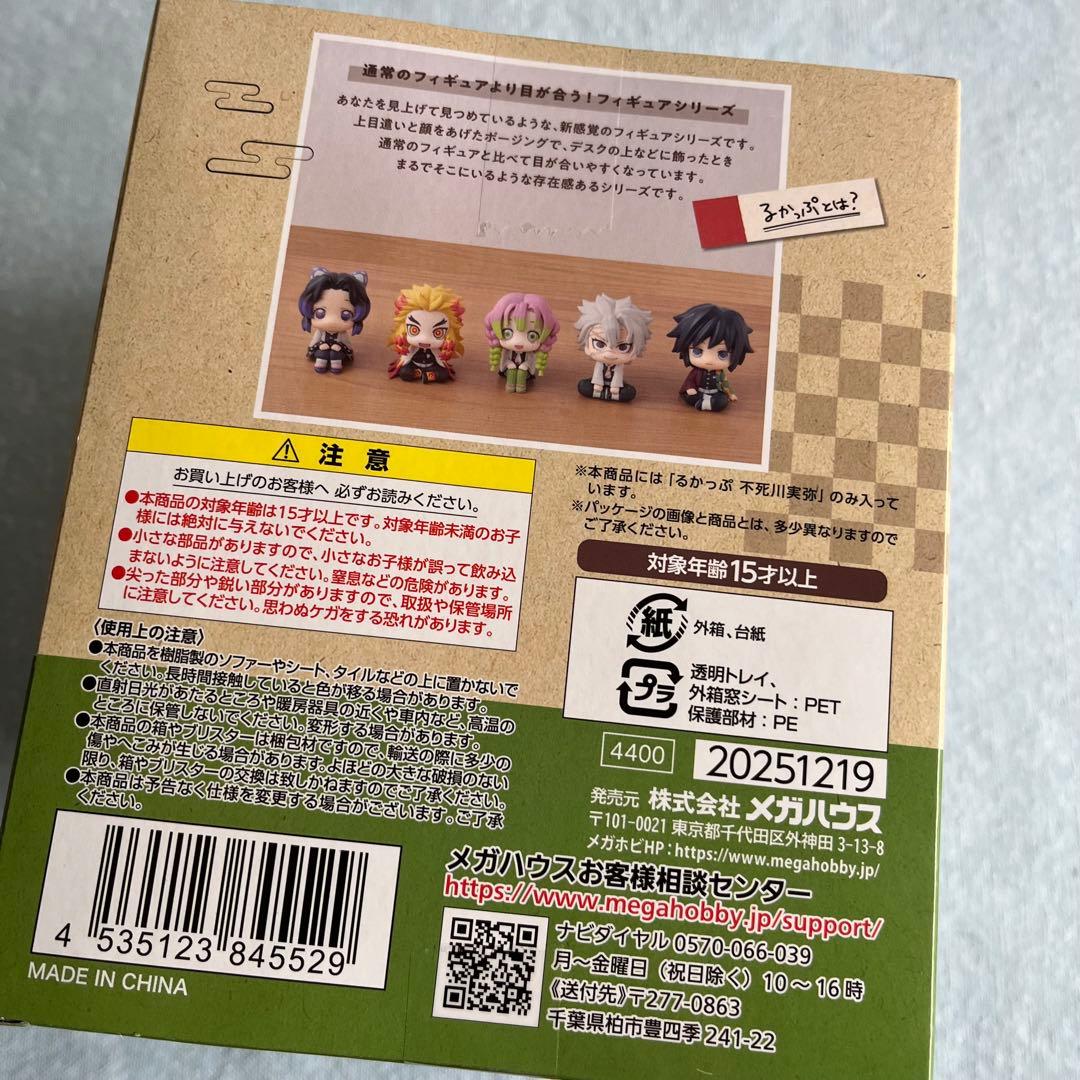 通常のフィギュアより目が合う！フィギュアシリーズ
あなたを見上げて見つめているような、新感覚のフィギュアシリーズです。
上目遣いと顔をあげたポージングで、デスクの上などに飾ったとき
通常のフィギュアと比べて目が合いやすくなっています。
まるでそこにいるような存在感あるシリーズです。
るかっぷとは？
⚠ 注意
お買い上げのお客様へ 必ずお読みください。
●本商品の対象年齢は15才以上です。対象年齢未満のお子
様には絶対に与えないでください。
●小さな部品がありますので、小さなお子様が誤って飲み込
まないように注意してください。窒息などの危険があります。
●尖った部分や鋭い部分がありますので、取扱や保管場所
に注意してください。思わぬケガをする恐れがあります。
〈使用上の注意〉
●本商品を樹脂製のソファーやシート、タイルなどの上に置かないで
ください。長時間接触していると色が移る場合があります。
●直射日光があたるところや暖房器具の近くや車内など、高温の
ところに保管しないでください。変形する場合があります。
●本商品の箱やブリスターは梱包材ですので、輸送の際に多少の
傷やへこみが生じる場合があります。よほどの大きな破損のない
限り、箱やブリスターの交換は致しかねますのでご了承ください。
●本商品は予告なく仕様を変更する場合がございます。ご了承
ください。
4 535123 845529
MADE IN CHINA
※本商品には「るかっぷ 不死川実弥」のみ入って
います。
※パッケージの画像と商品とは、多少異なりますので
ご了承ください。
対象年齢15才以上
紙
外箱、台紙
プラ
透明トレイ、
外箱窓シート：PET
保護部材：PE
4400
20251219
発売元 株式会社 メガハウス
〒101-0021 東京都千代田区外神田 3-13-8
メガホビHP：https://www.megahobby.jp/
メガハウスお客様相談センター
https://www.megahobby.jp/support/
ナビダイヤル 0570-066-039
月〜金曜日（祝日除く）10〜16時
《送付先》〒277-0863
千葉県柏市豊四季 241-22